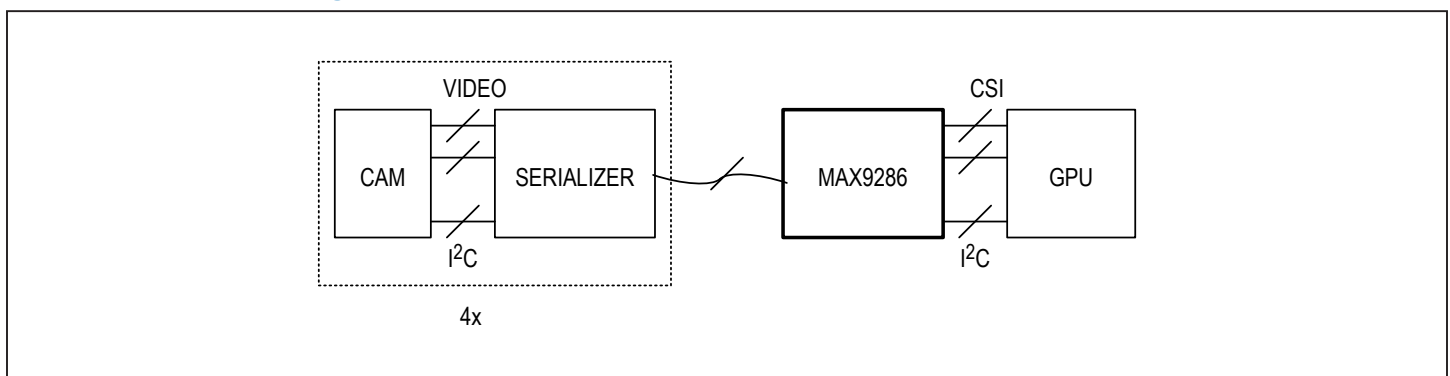 VIDEO
CSI
CAM
SERIALIZER
MAX9286
GPU
I²C
I²C
4x